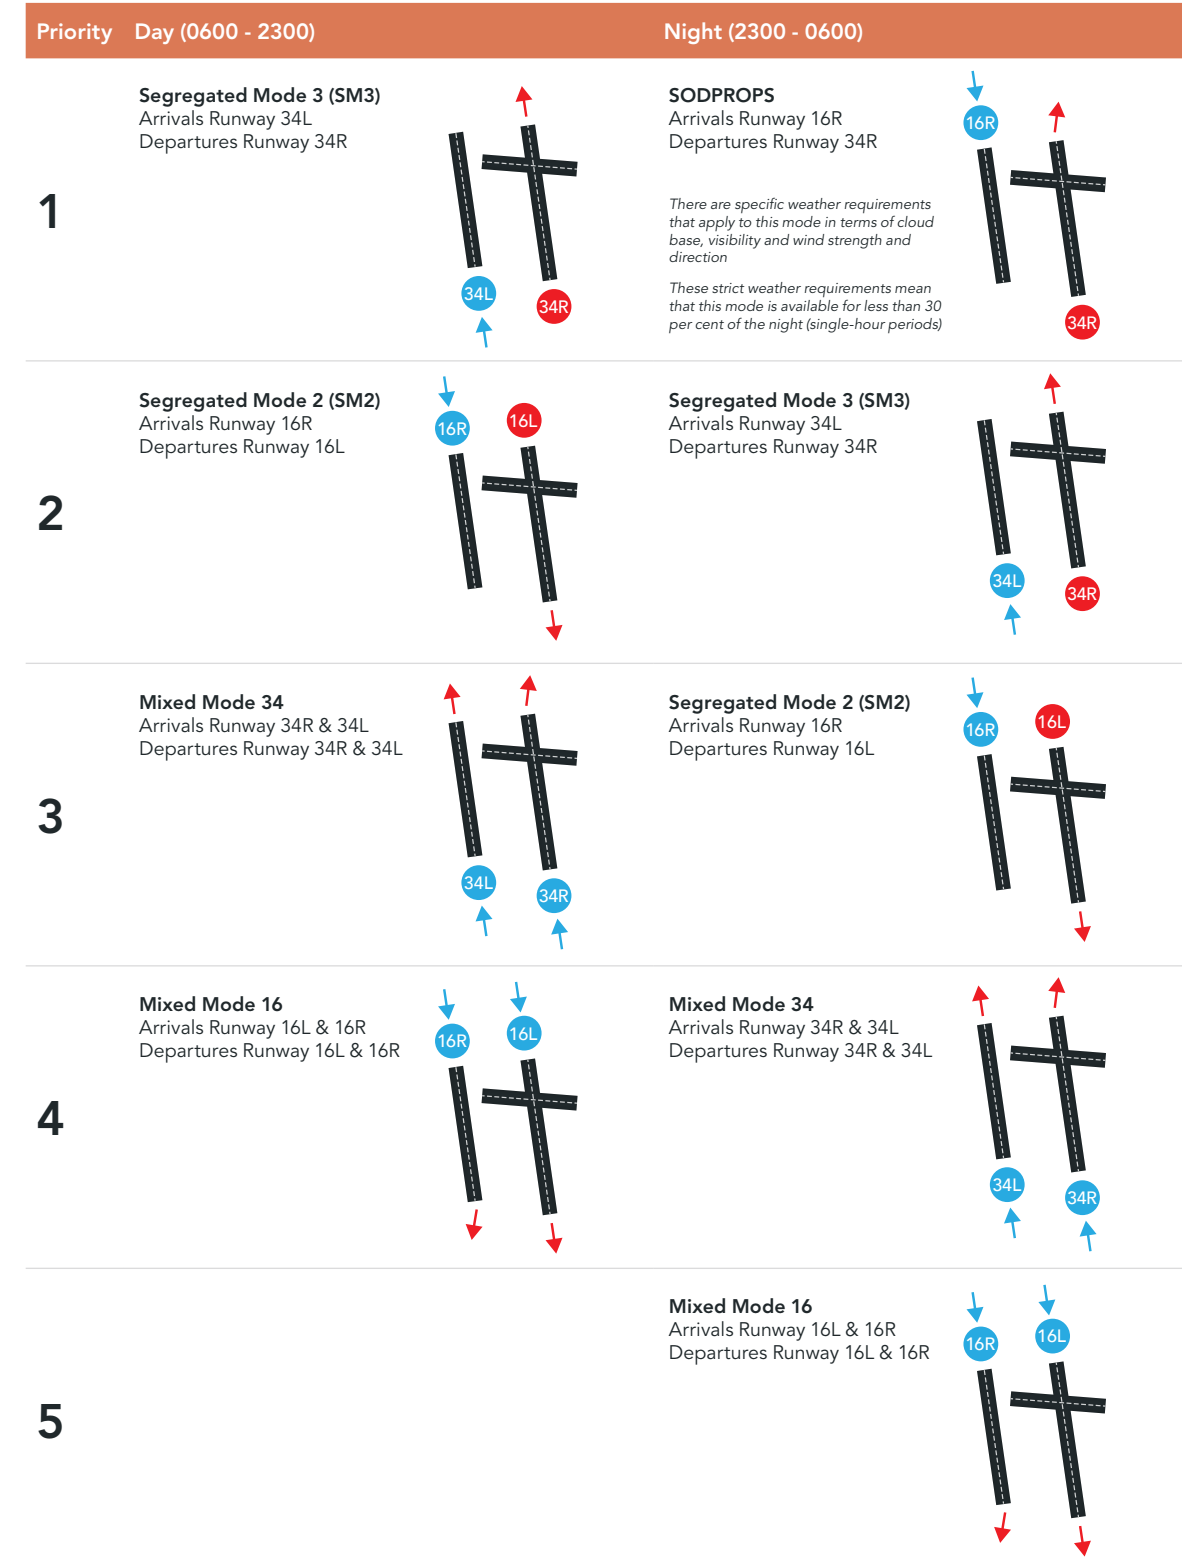 Priority Day (0600 - 2300) Night (2300 - 0600)
1
Segregated Mode 3 (SM3)
Arrivals Runway 34L
Departures Runway 34R
34L
34R
SODPROPS
Arrivals Runway 16R
Departures Runway 34R
There are specific weather requirements
that apply to this mode in terms of cloud
base, visibility and wind strength and
direction
These strict weather requirements mean
that this mode is available for less than 30
per cent of the night (single-hour periods)
16R
34R
2
Segregated Mode 2 (SM2)
Arrivals Runway 16R
Departures Runway 16L
16R
16L
Segregated Mode 3 (SM3)
Arrivals Runway 34L
Departures Runway 34R
34L
34R
3
Mixed Mode 34
Arrivals Runway 34R & 34L
Departures Runway 34R & 34L
34L
34R
Segregated Mode 2 (SM2)
Arrivals Runway 16R
Departures Runway 16L
16R
16L
4
Mixed Mode 16
Arrivals Runway 16L & 16R
Departures Runway 16L & 16R
16R
16L
Mixed Mode 34
Arrivals Runway 34R & 34L
Departures Runway 34R & 34L
34L
34R
5
Mixed Mode 16
Arrivals Runway 16L & 16R
Departures Runway 16L & 16R
16R
16L